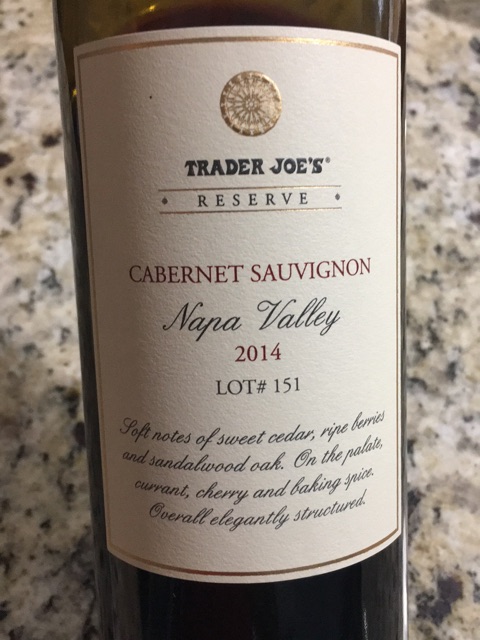 TRADER JOE'S®
RESERVE
CABERNET SAUVIGNON
Napa Valley
2014
LOT# 151
Soft notes of sweet cedar, ripe berries
and sandalwood oak. On the palate,
currant, cherry and baking spice.
Overall elegantly structured.